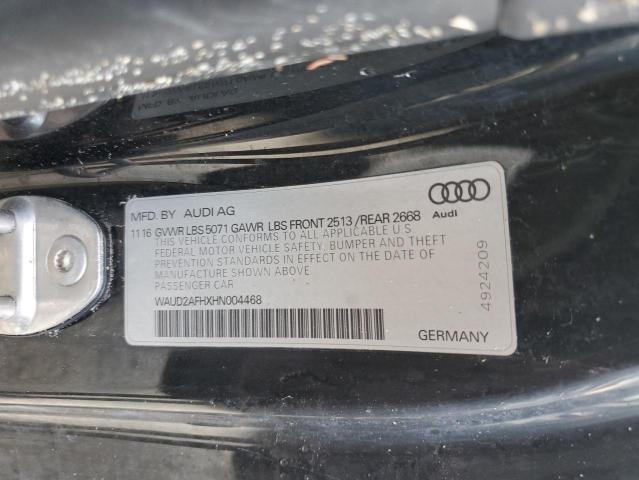 MFD. BY AUDI AG
11 16 GVWR LBS 5071 GAWR LBS FRONT 2513 / REAR 2668
THIS VEHICLE CONFORMS TO ALL APPLICABLE U S
FEDERAL MOTOR VEHICLE SAFETY, BUMPER AND THEFT
PREVENTION STANDARDS IN EFFECT ON THE DATE OF
MANUFACTURE SHOWN ABOVE
PASSENGER CAR
WAUD2AFHXHN004468
Audi
4924209
GERMANY